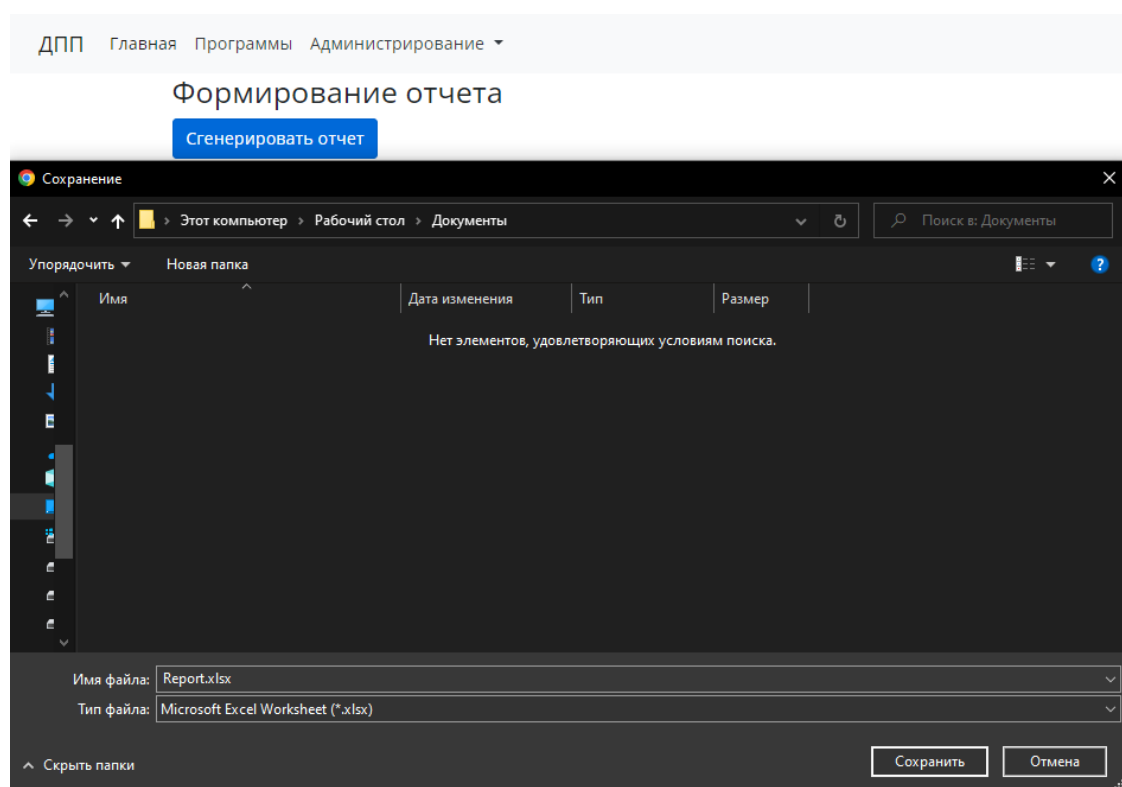 ДПП Главная Программы Администрирование
Формирование отчета
Сгенерировать отчет
Сохранение
Этот компьютер › Рабочий стол › Документы
Поиск в: Документы
Упорядочить Новая папка
Имя Дата изменения Тип Размер
Нет элементов, удовлетворяющих условиям поиска.
Имя файла: Report.xlsx
Тип файла: Microsoft Excel Worksheet (*.xlsx)
Скрыть папки Сохранить Отмена